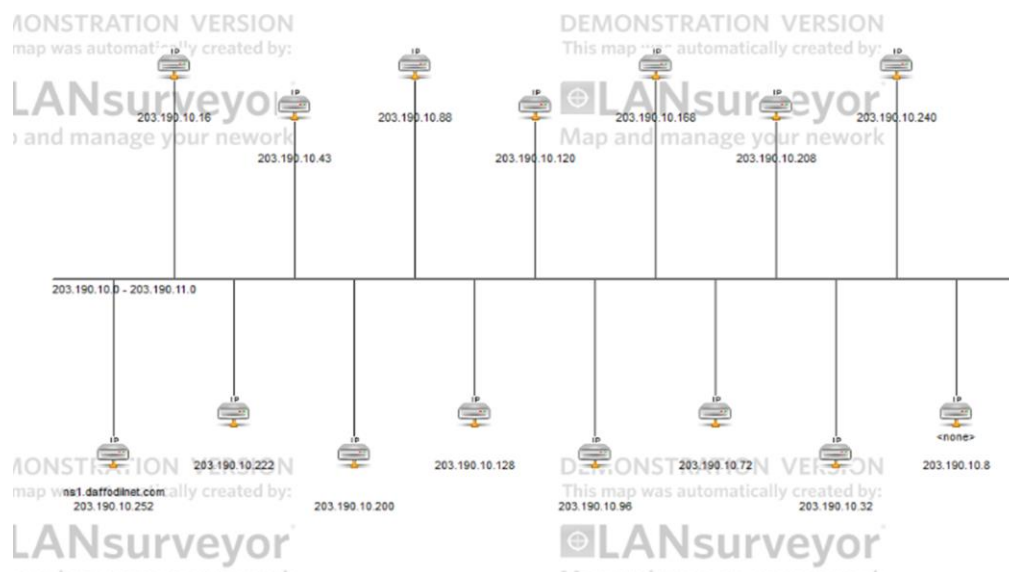 MONSTRATION VERSION
DEMONSTRATION VERSION
map was automatically created by:
This map was automatically created by:
IP
IP
IP
IP
LANsurveyor
IP
IP
LANsurveyor
IP
203.190.10.16
203.190.10.88
203.190.10.168
203.190.10.240
p and manage your nework
Map and manage your nework
203.190.10.43
203.190.10.120
203.190.10.208
203.190.10.0 - 203.190.11.0
IP
IP
IP
IP
<none>
IP
IP
IP
IP
MONSTRATION VERSION
DEMONSTRATION VERSION
203.190.10.222
203.190.10.128
203.190.10.72
203.190.10.8
map was automatically created by:
This map was automatically created by:
ns1.daffodilnet.com
203.190.10.252
203.190.10.200
203.190.10.96
203.190.10.32
LANsurveyor
LANsurveyor